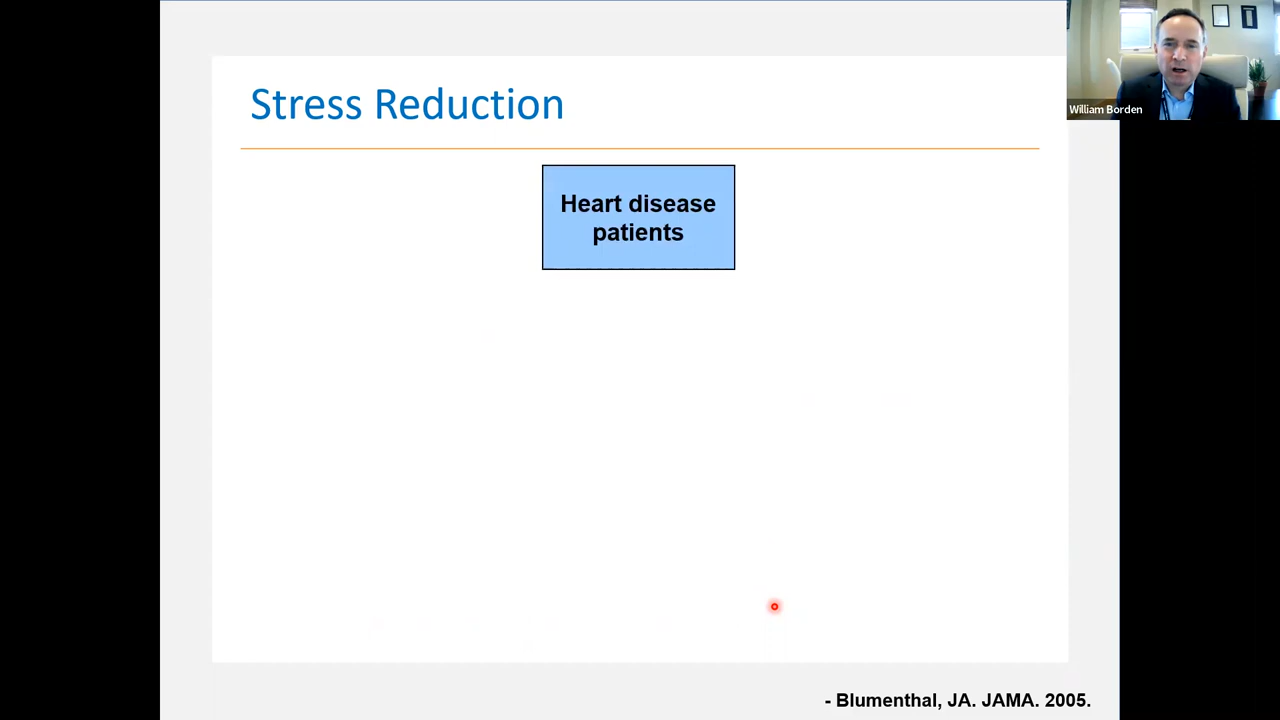 Stress Reduction
William Borden
Heart disease
patients
- Blumenthal, JA. JAMA. 2005.